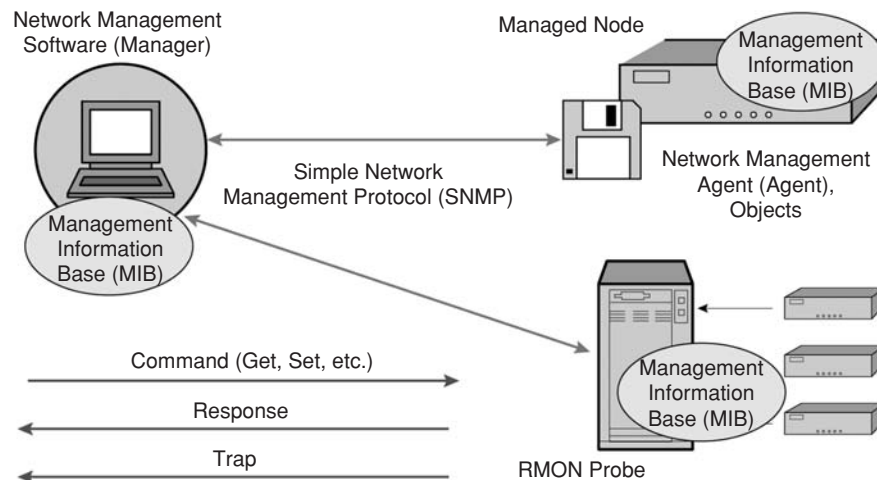 Network Management
Software (Manager)
Managed Node
Management
Information
Base (MIB)
Simple Network
Management Protocol (SNMP)
Network Management
Agent (Agent),
Objects
Management
Information
Base (MIB)
Command (Get, Set, etc.)
Response
Trap
Management
Information
Base (MIB)
RMON Probe